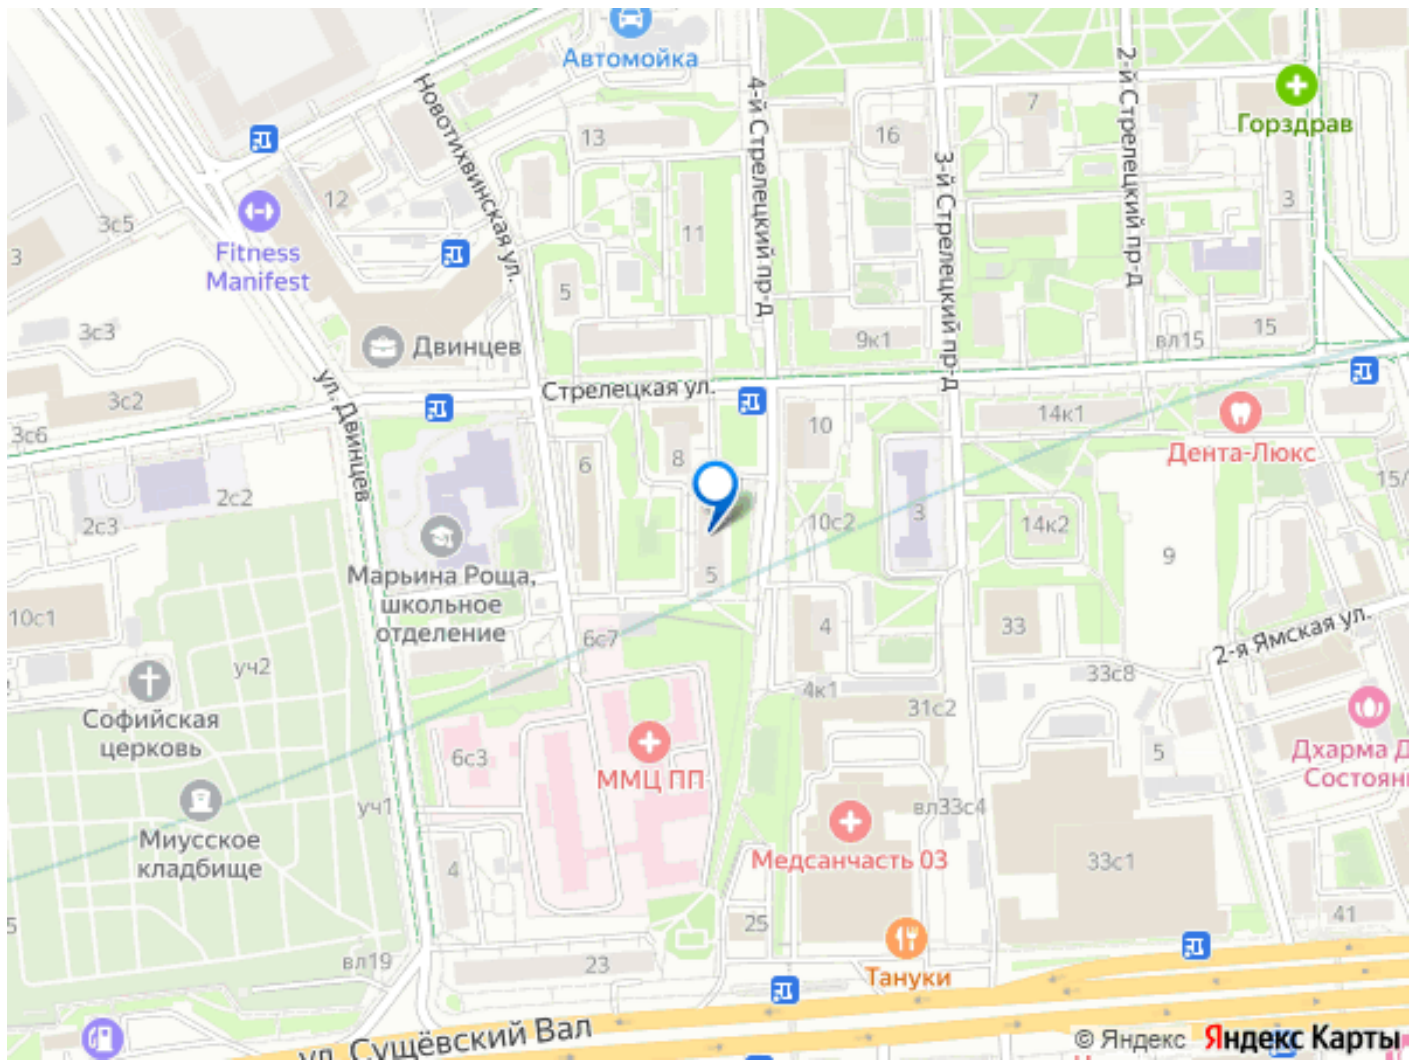 Автомойка
Новотихвинская ул.
4-й Стрелецкий пр-д
3-й Стрелецкий пр-д
2-й Стрелецкий пр-д
Горздрав
7
13
16
12
3с5
3
3
Fitness
Manifest
11
5
3с3
Двинцев
9к1
вл15
15
ул. Двинцев
Стрелецкая ул.
3с2
3с6
10
14к1
Дента-Люкс
6
8
2с2
2с3
10с2
3
14к2
15/
9
Марьина Роща,
школьное
отделение
5
10с1
4
33
6с7
2-я Ямская ул.
уч2
33с8
4к1
31с2
Софийская
церковь
6с3
ММЦ ПП
5
Дхарма Д
Состояни
уч1
вл33с4
Миусское
кладбище
Медсанчасть 03
33с1
4
25
41
5
вл19
23
Тануки
ул. Сущёвский Вал
© Яндекс Яндекс Карты